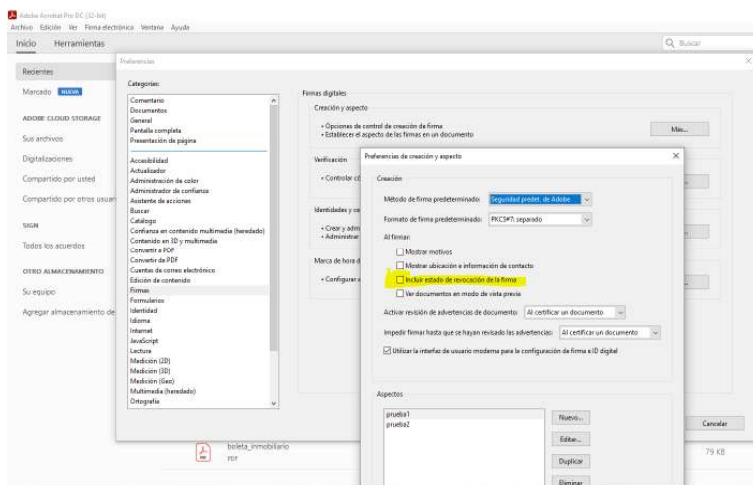 Adobe Acrobat Pro DC (32-bit)
Archivo Edición Ver Firma electrónica Ventana Ayuda
Inicio Herramientas
Buscar
Recientes
Marcado NUEVA
ADOBE CLOUD STORAGE
Sus archivos
Digitalizaciones
Compartido por usted
Compartido por otros usuar
SIGN
Todos los acuerdos
OTRO ALMACENAMIENTO
Su equipo
Agregar almacenamiento de
Preferencias
Categorías:
Comentario
Documentos
General
Pantalla completa
Presentación de página
Accesibilidad
Actualizador
Administración de color
Administrador de confianza
Asistente de acciones
Buscar
Catálogo
Confianza en contenido multimedia (heredado)
Contenido en 3D y multimedia
Convertir a PDF
Convertir de PDF
Cuentas de correo electrónico
Edición de contenido
Firmas
Formularios
Identidad
Idioma
Internet
JavaScript
Lectura
Medición (2D)
Medición (3D)
Medición (Geo)
Multimedia (heredado)
Ortografía
Firmas digitales
Creación y aspecto
• Opciones de control de creación de firma
• Establecer el aspecto de las firmas en un documento
Más...
Verificación
• Controlar có
Identidades y ce
• Crear y adm
• Administrar
Marca de hora d
• Configurar
Preferencias de creación y aspecto
Creación
Método de firma predeterminado: Seguridad predet. de Adobe
Formato de firma predeterminado: PKCS#7: separado
Al firmar:
Mostrar motivos
Mostrar ubicación e información de contacto
Incluir estado de revocación de la firma
Ver documentos en modo de vista previa
Activar revisión de advertencias de documento: Al certificar un documento
Impedir firmar hasta que se hayan revisado las advertencias: Al certificar un documento
Utilizar la interfaz de usuario moderna para la configuración de firma e ID digital
Aspectos
prueba1
prueba2
Nuevo...
Editar...
Duplicar
Eliminar
Cancelar
boleta_inmobiliario
PDF
79 KB